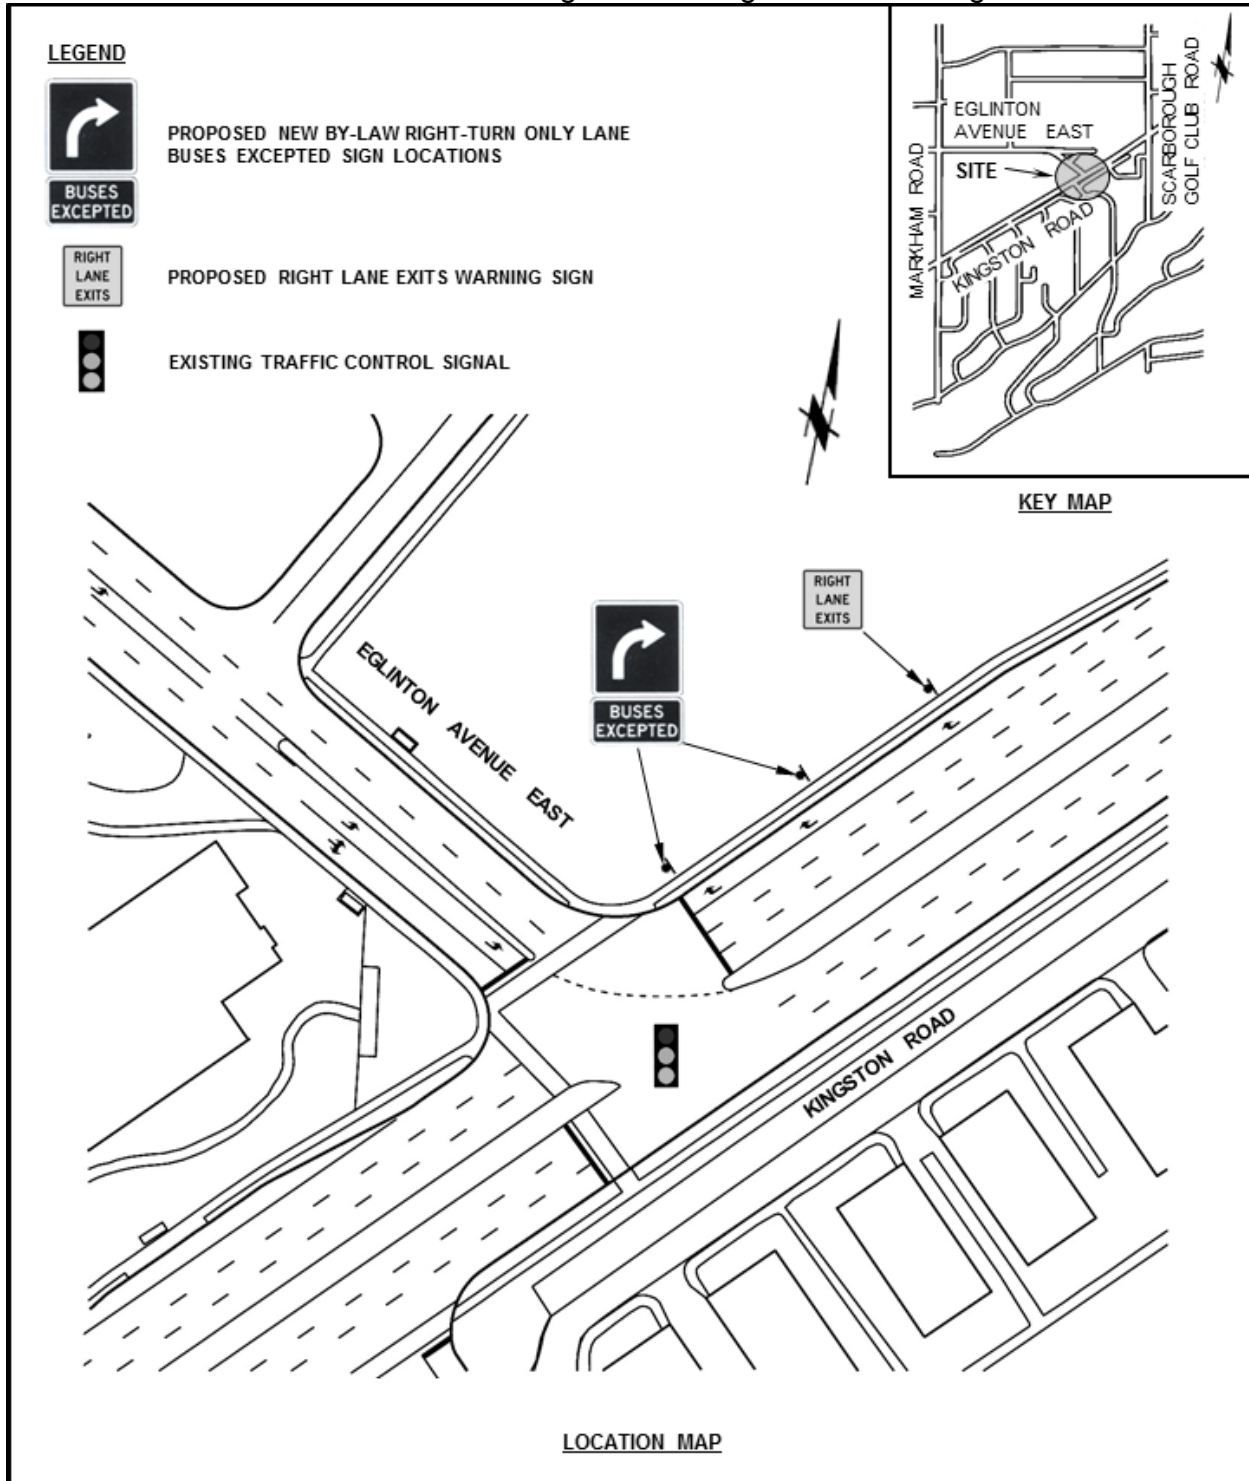 LEGEND
PROPOSED NEW BY-LAW RIGHT-TURN ONLY LANE
BUSES EXCEPTED SIGN LOCATIONS
BUSES
EXCEPTED
RIGHT
LANE
EXITS
PROPOSED RIGHT LANE EXITS WARNING SIGN
EXISTING TRAFFIC CONTROL SIGNAL
EGLINTON
AVENUE EAST
SITE
MARKHAM ROAD
KINGSTON ROAD
SCARBOROUGH
GOLF CLUB ROAD
KEY MAP
RIGHT
LANE
EXITS
BUSES
EXCEPTED
EGLINTON AVENUE EAST
KINGSTON ROAD
LOCATION MAP